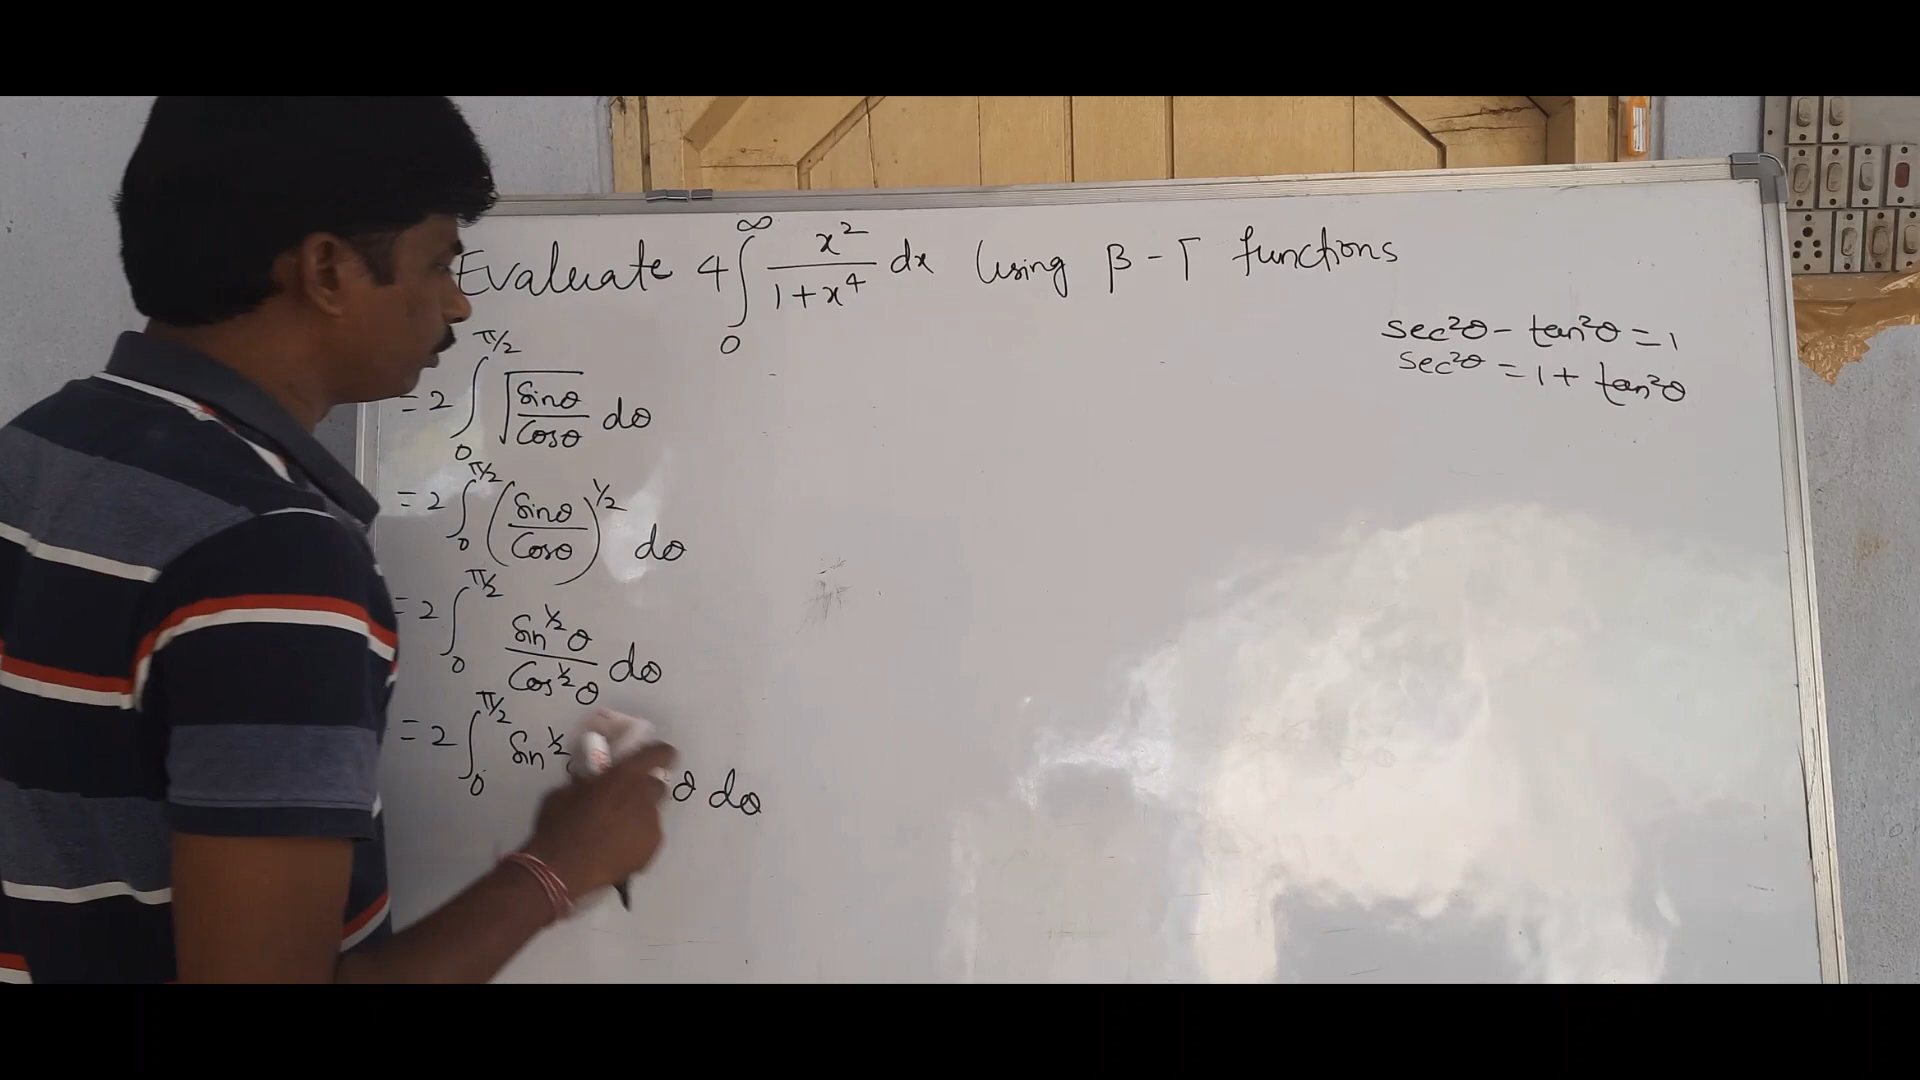 Evaluate 4∫₀^∞ x²/(1+x⁴) dx Using β-Γ functions
sec²θ - tan²θ = 1
sec²θ = 1 + tan²θ
= 2 ∫₀^(π/2) √(Sinθ/Cosθ) dθ
= 2 ∫₀^(π/2) (Sinθ/Cosθ)^(1/2) dθ
= 2 ∫₀^(π/2) Sin^(1/2)θ/Cos^(1/2)θ dθ
= 2 ∫₀^(π/2) Sin^(1/2) θ dθ